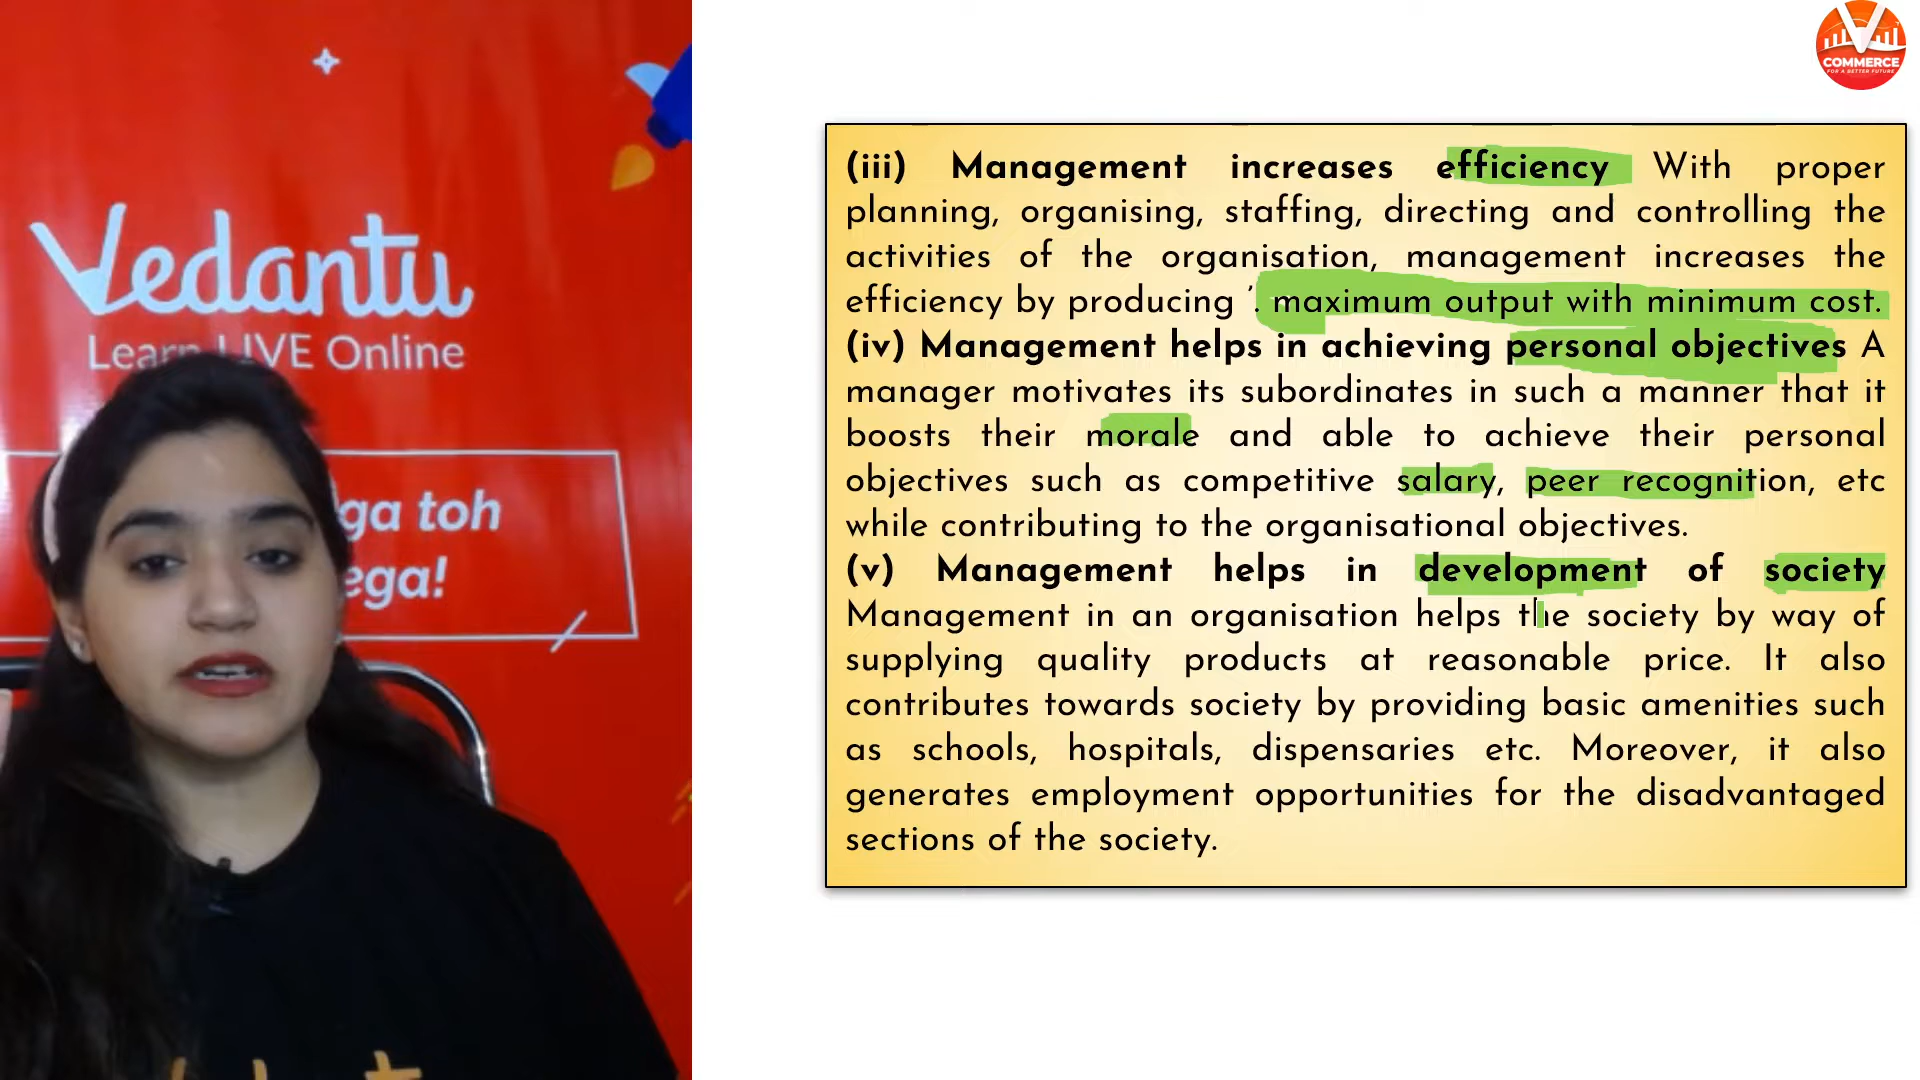 Vedantu
Learn LIVE Online
ga toh
ega!
COMMERCE
FOR A BETTER FUTURE
(iii) Management increases efficiency With proper
planning, organising, staffing, directing and controlling the
activities of the organisation, management increases the
efficiency by producing ’. maximum output with minimum cost.
(iv) Management helps in achieving personal objectives A
manager motivates its subordinates in such a manner that it
boosts their morale and able to achieve their personal
objectives such as competitive salary, peer recognition, etc
while contributing to the organisational objectives.
(v) Management helps in development of society
Management in an organisation helps the society by way of
supplying quality products at reasonable price. It also
contributes towards society by providing basic amenities such
as schools, hospitals, dispensaries etc. Moreover, it also
generates employment opportunities for the disadvantaged
sections of the society.